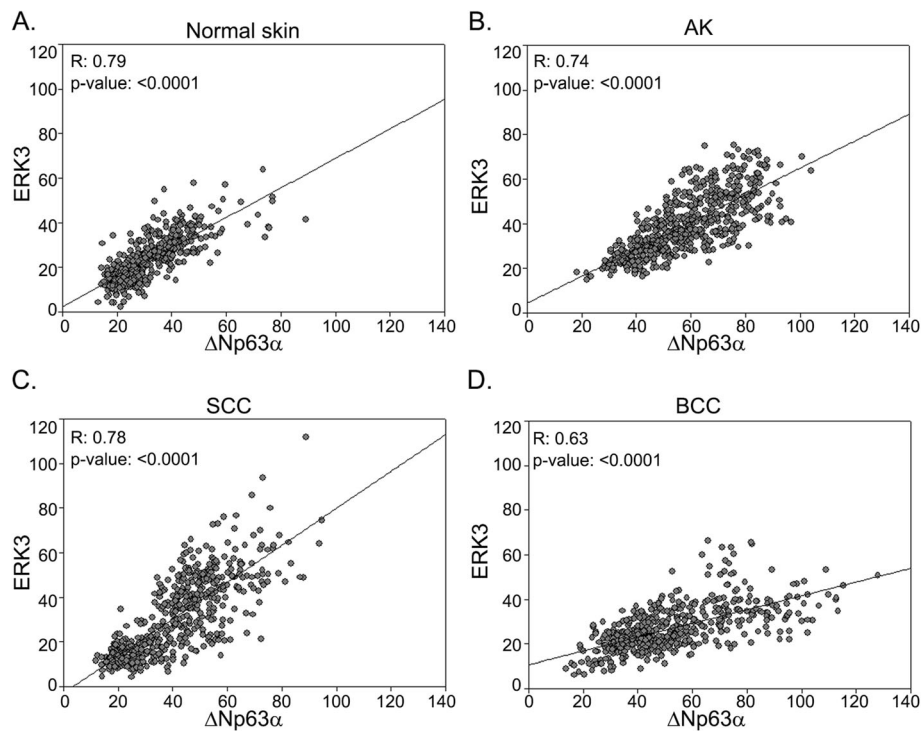 A.
Normal skin
R: 0.79
p-value: <0.0001
ERK3
120
100
80
60
40
20
0
0 20 40 60 80 100 120 140
ΔNp63α
B.
AK
R: 0.74
p-value: <0.0001
ERK3
120
100
80
60
40
20
0
0 20 40 60 80 100 120 140
ΔNp63α
C.
SCC
R: 0.78
p-value: <0.0001
ERK3
120
100
80
60
40
20
0
0 20 40 60 80 100 120 140
ΔNp63α
D.
BCC
R: 0.63
p-value: <0.0001
ERK3
120
100
80
60
40
20
0
0 20 40 60 80 100 120 140
ΔNp63α